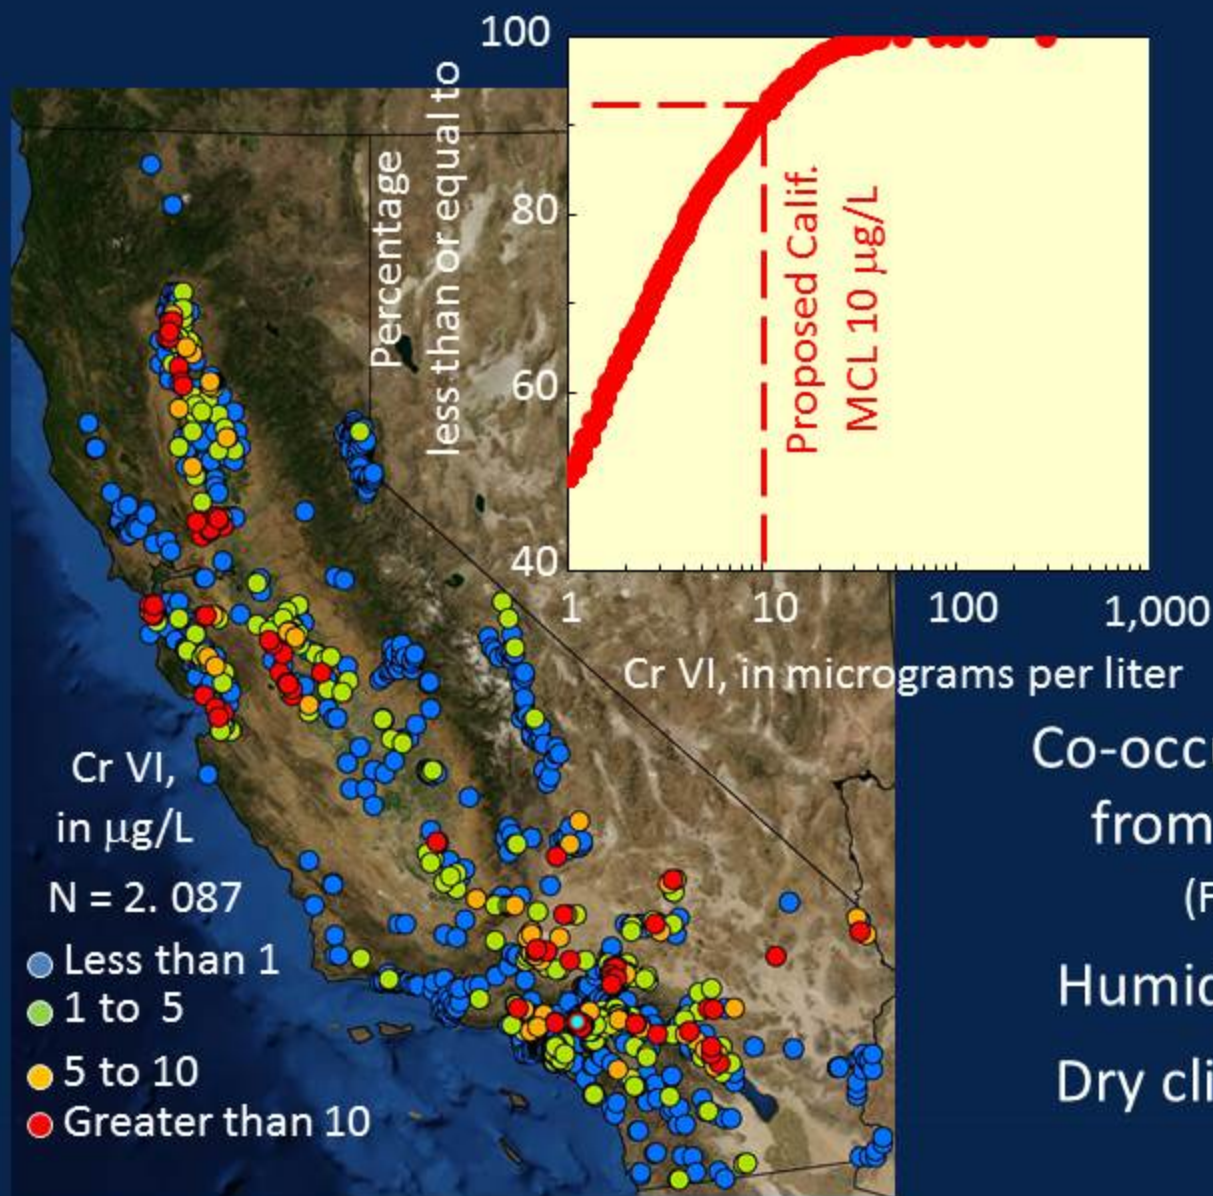 100
80
60
40
Percentage
less than or equal to
Proposed Calif.
MCL 10 µg/L
1 10 100 1,000
Cr VI, in micrograms per liter
Cr VI,
in µg/L
N = 2. 087
Less than 1
1 to 5
5 to 10
Greater than 10
Co-occu
from
(F
Humid
Dry cli